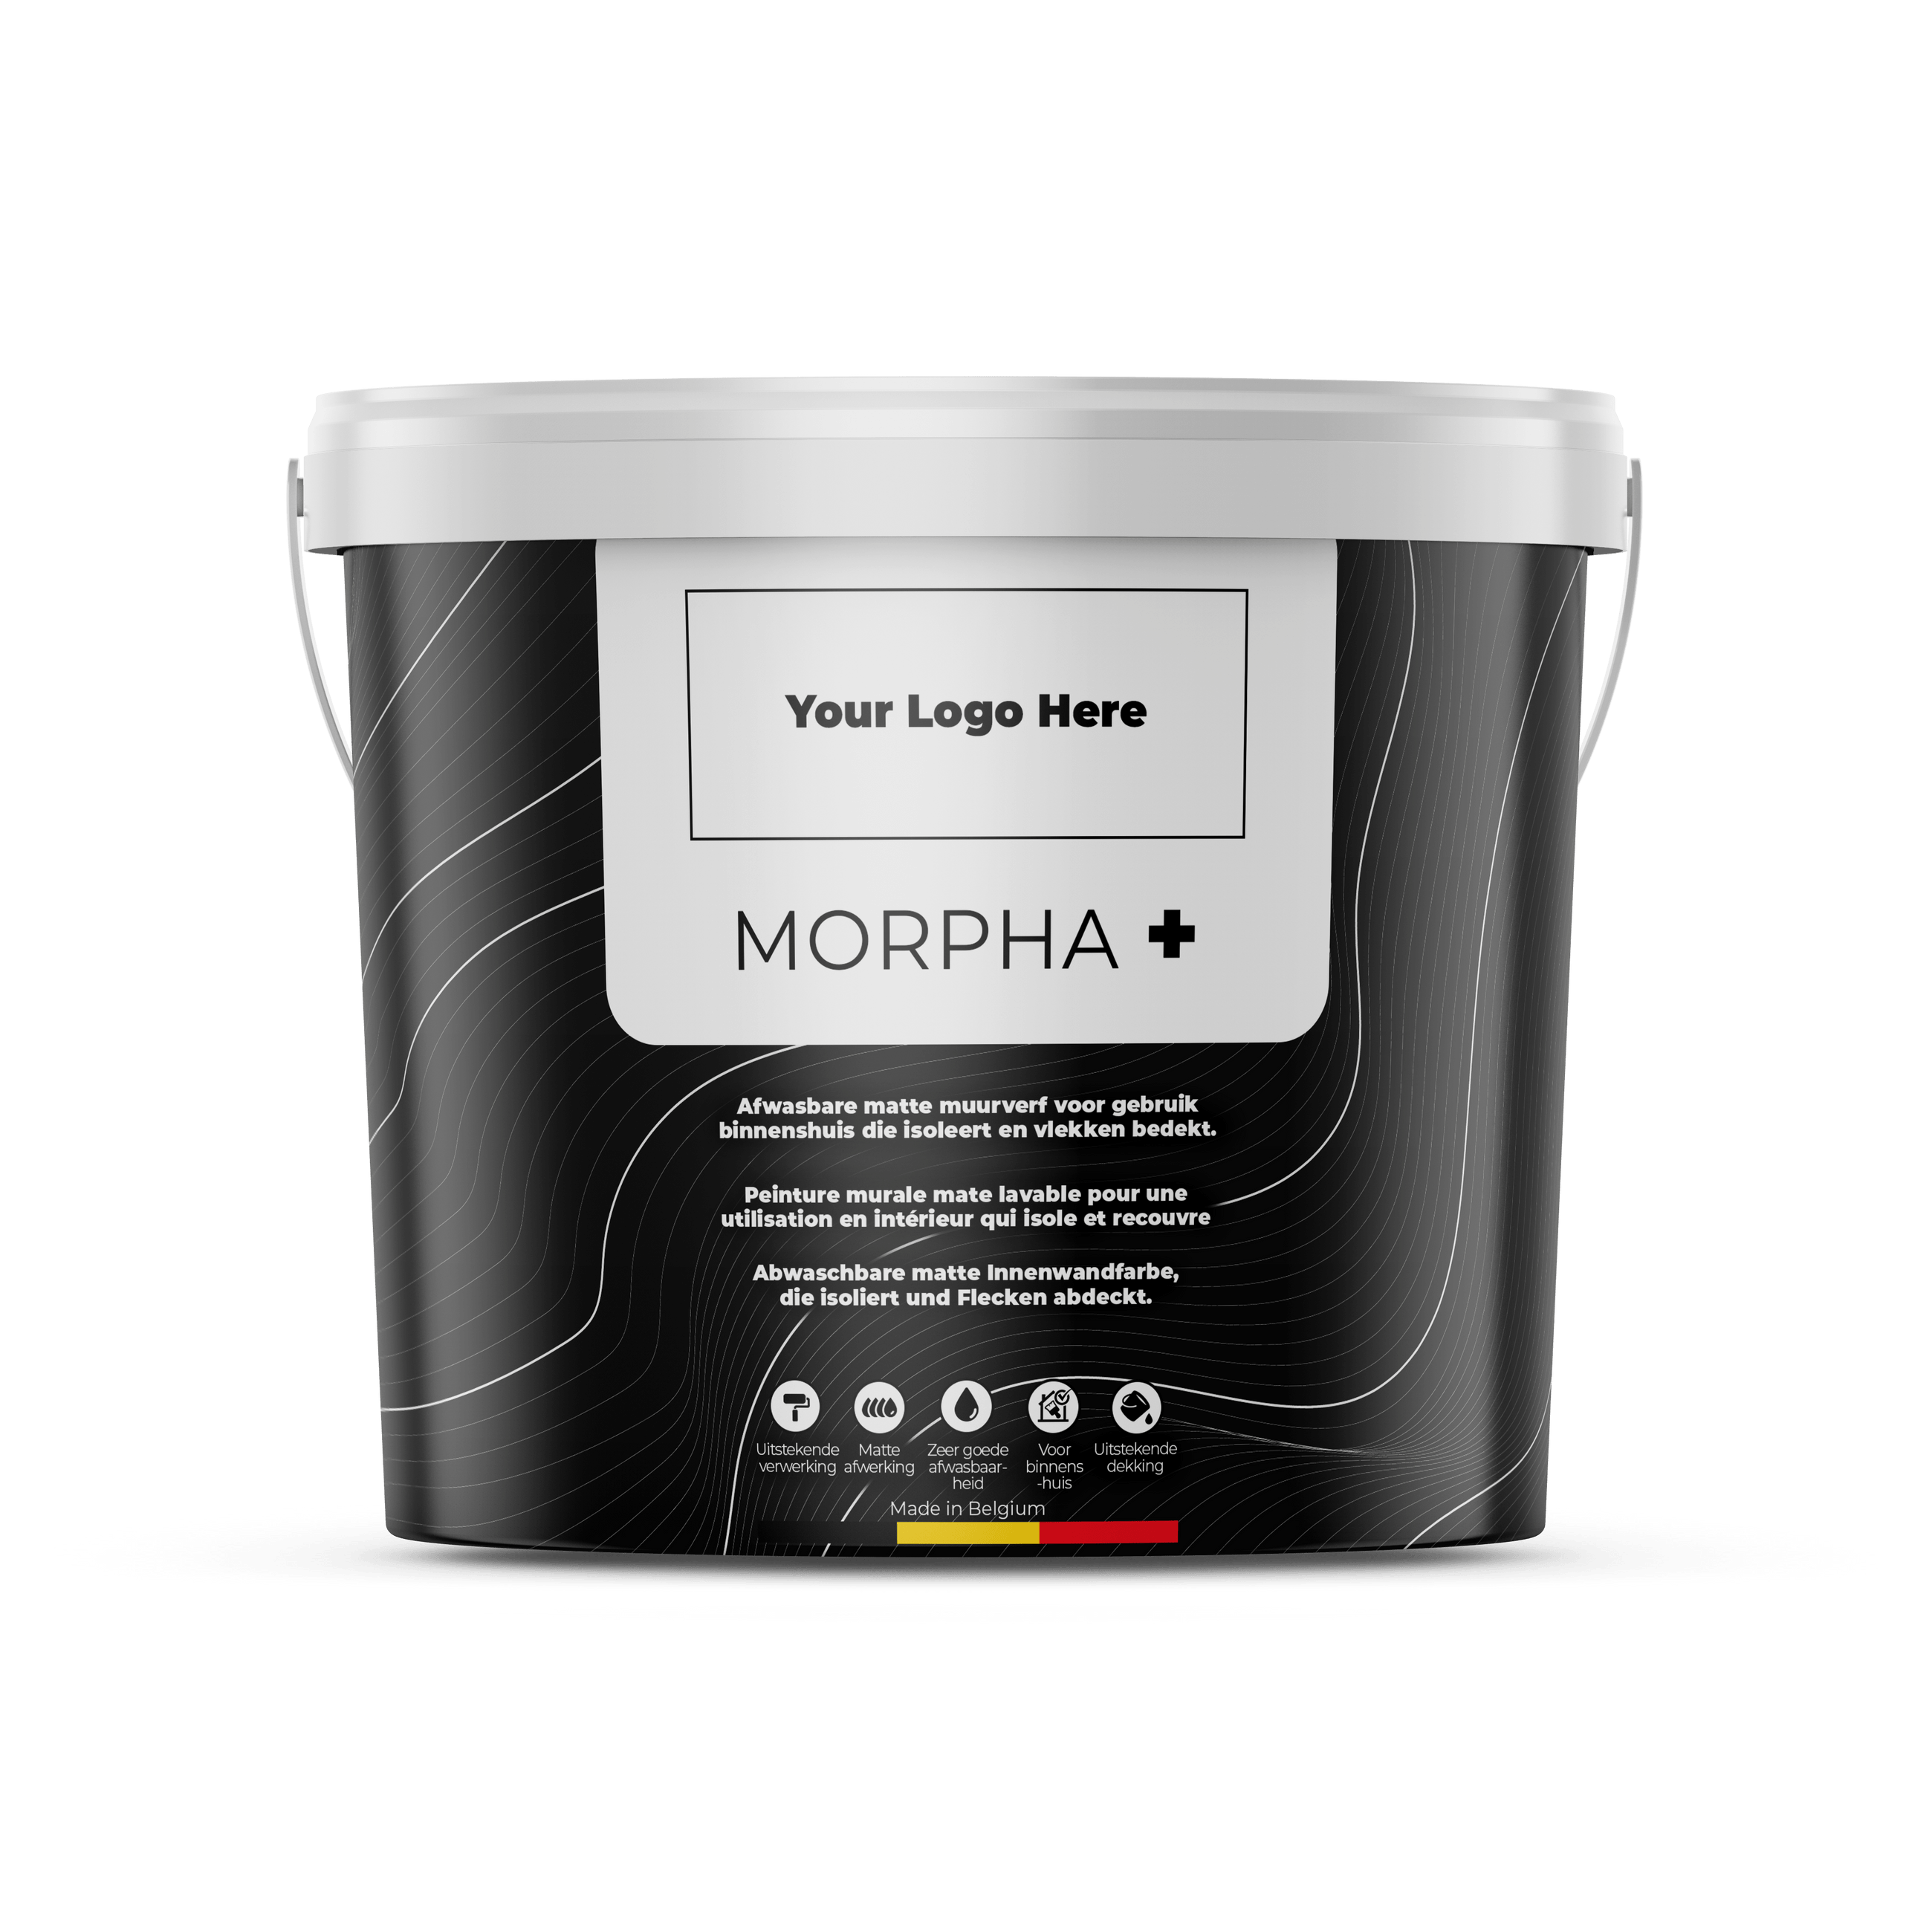 Your Logo Here
MORPHA +
Afwasbare matte muurverf voor gebruik
binnenshuis die isoleert en vlekken bedekt.
Peinture murale mate lavable pour une
utilisation en intérieur qui isole et recouvre
Abwaschbare matte Innenwandfarbe,
die isoliert und Flecken abdeckt.
Uitstekende
verwerking
Matte
afwerking
Zeer goede
afwasbaar-
heid
Voor
binnens
-huis
Uitstekende
dekking
Made in Belgium